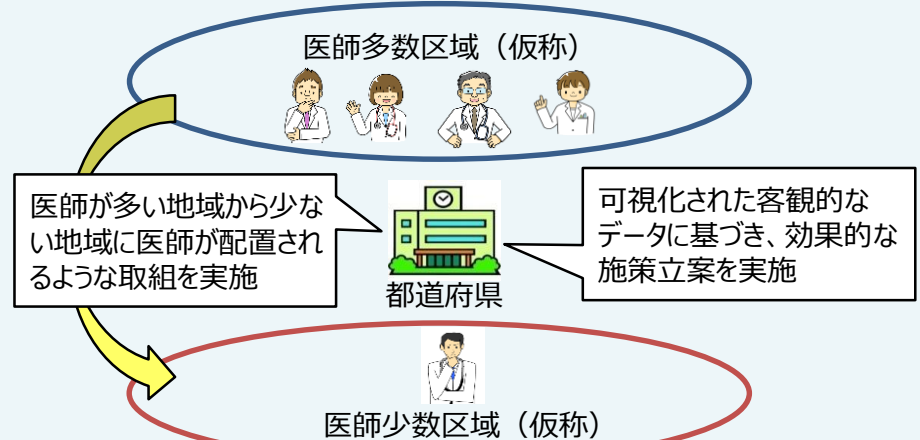 医師多数区域（仮称）
医師が多い地域から少な
い地域に医師が配置され
るような取組を実施
可視化された客観的な
データに基づき、効果的な
施策立案を実施
都道府県
医師少数区域（仮称）